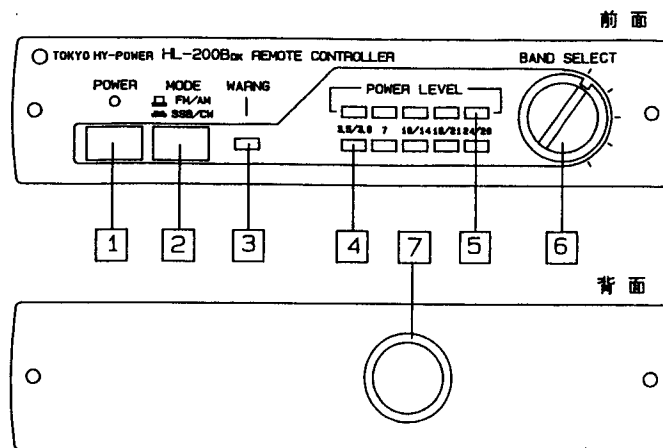 前 面
TOKYO HY-POWER HL-200BDX REMOTE CONTROLLER
BAND SELECT
POWER
MODE
WARNG
FM/AM
SSB/CW
POWER LEVEL
3.5/3.8 7 10/14 18/21 24/28
1 2 3 4 5 6 7
背 面